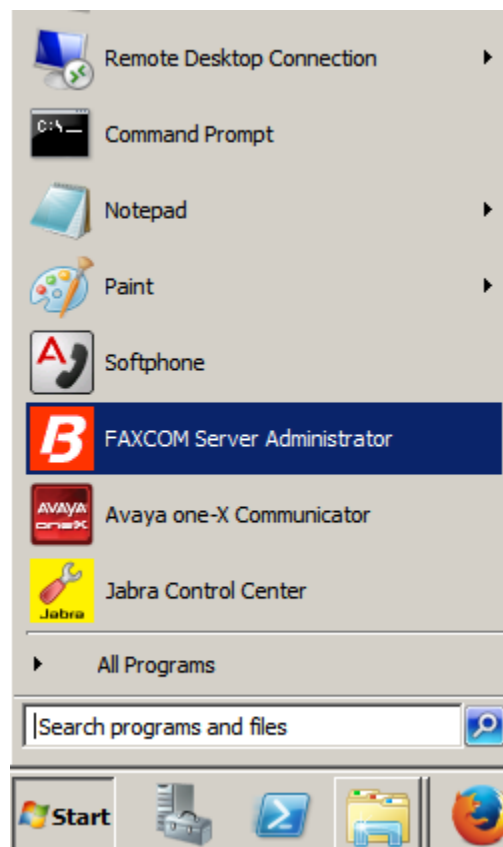 Remote Desktop Connection
C:\_
Command Prompt
Notepad
Paint
A
Softphone
B
FAXCOM Server Administrator
AVAYA
one-X
Avaya one-X Communicator
Jabra
Jabra Control Center
All Programs
Search programs and files
Start